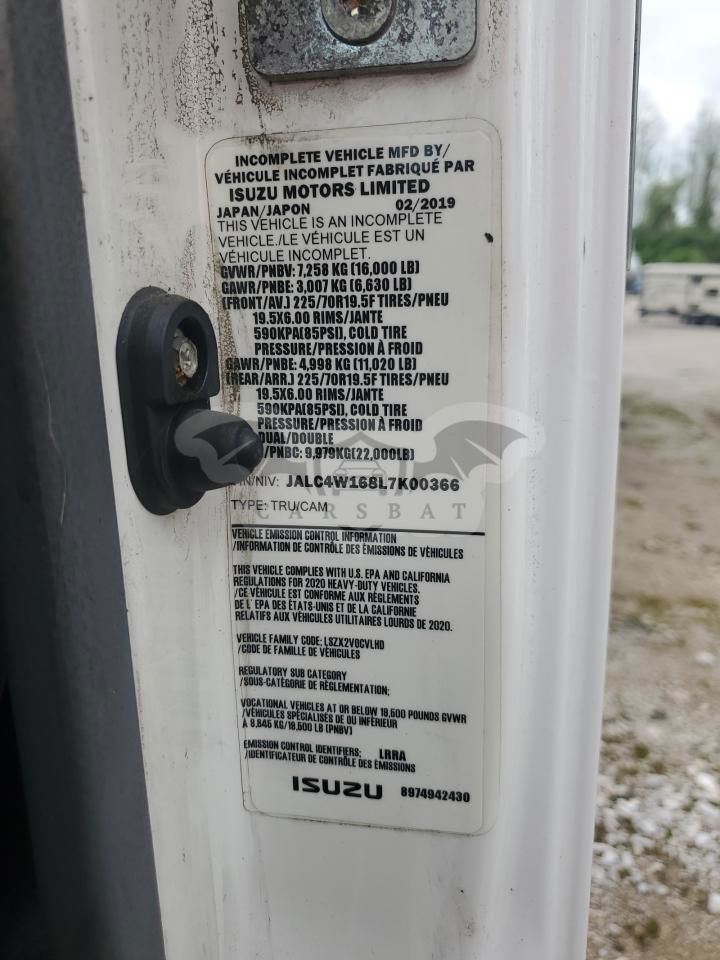 INCOMPLETE VEHICLE MFD BY/
VÉHICULE INCOMPLET FABRIQUÉ PAR
ISUZU MOTORS LIMITED
JAPAN/JAPON 02/2019
THIS VEHICLE IS AN INCOMPLETE
VEHICLE./LE VÉHICULE EST UN
VÉHICULE INCOMPLET.
GVWR/PNBV: 7,258 KG (16,000 LB)
GAWR/PNBE: 3,007 KG (6,630 LB)
(FRONT/AV.) 225/70R19.5F TIRES/PNEU
19.5X6.00 RIMS/JANTE
590KPA(85PSI), COLD TIRE
PRESSURE/PRESSION À FROID
GAWR/PNBE: 4,998 KG (11,020 LB)
(REAR/ARR.) 225/70R19.5F TIRES/PNEU
19.5X6.00 RIMS/JANTE
590KPA(85PSI), COLD TIRE
PRESSURE/PRESSION À FROID
DUAL/DOUBLE
/PNBC: 9,979KG(22,000LB)
/NIV: JALC4W168L7K00366
CARSBAT
TYPE: TRU/CAM
VEHICLE EMISSION CONTROL INFORMATION
/INFORMATION DE CONTRÔLE DES ÉMISSIONS DE VÉHICULES
THIS VEHICLE COMPLIES WITH U.S. EPA AND CALIFORNIA
REGULATIONS FOR 2020 HEAVY-DUTY VEHICLES.
/CE VÉHICULE EST CONFORME AUX RÈGLEMENTS
DE L' EPA DES ÉTATS-UNIS ET DE LA CALIFORNIE
RELATIFS AUX VÉHICULES UTILITAIRES LOURDS DE 2020.
VEHICLE FAMILY CODE: LSZX2VOCVLHD
/CODE DE FAMILLE DE VÉHICULES
REGULATORY SUB CATEGORY
/SOUS-CATÉGORIE DE RÈGLEMENTATION;
VOCATIONAL VEHICLES AT OR BELOW 19,500 POUNDS GVWR
/VÉHICULES SPÉCIALISÉS DE OU INFÉRIEUR
À 8,845 KG/19,500 LB (PNBV)
EMISSION CONTROL IDENTIFIERS: LRRA
/IDENTIFICATEUR DE CONTRÔLE DES ÉMISSIONS
ISUZU 8974942430